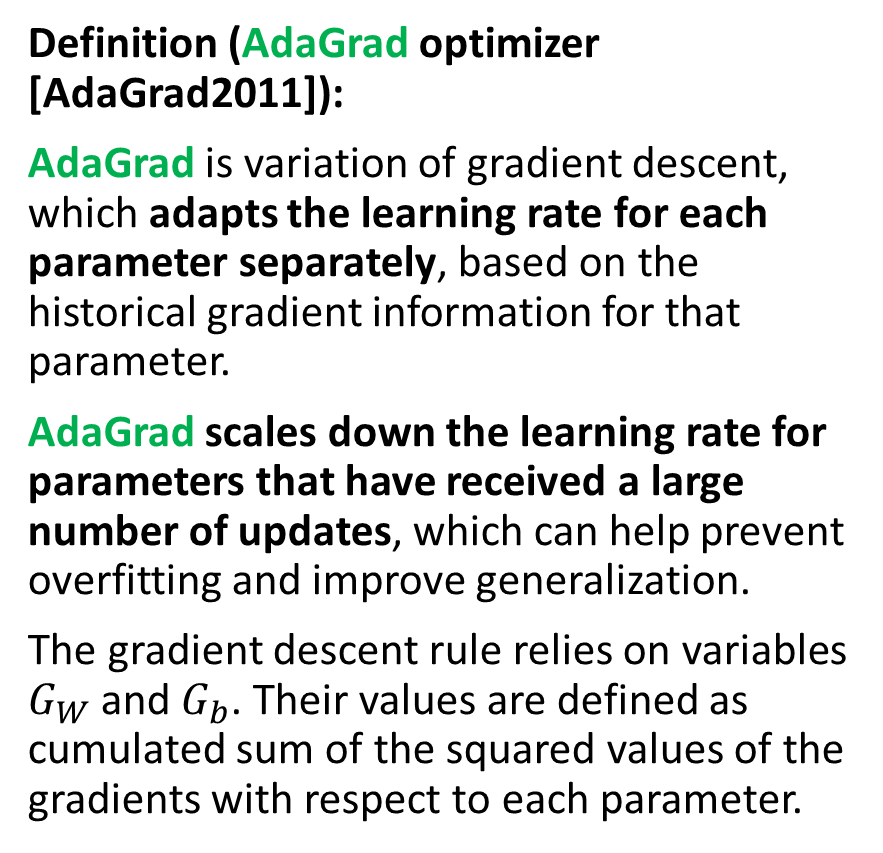 Definition (AdaGrad optimizer
[AdaGrad2011]):
AdaGrad is variation of gradient descent,
which adapts the learning rate for each
parameter separately, based on the
historical gradient information for that
parameter.
AdaGrad scales down the learning rate for
parameters that have received a large
number of updates, which can help prevent
overfitting and improve generalization.
The gradient descent rule relies on variables
G_W and G_b. Their values are defined as
cumulated sum of the squared values of the
gradients with respect to each parameter.